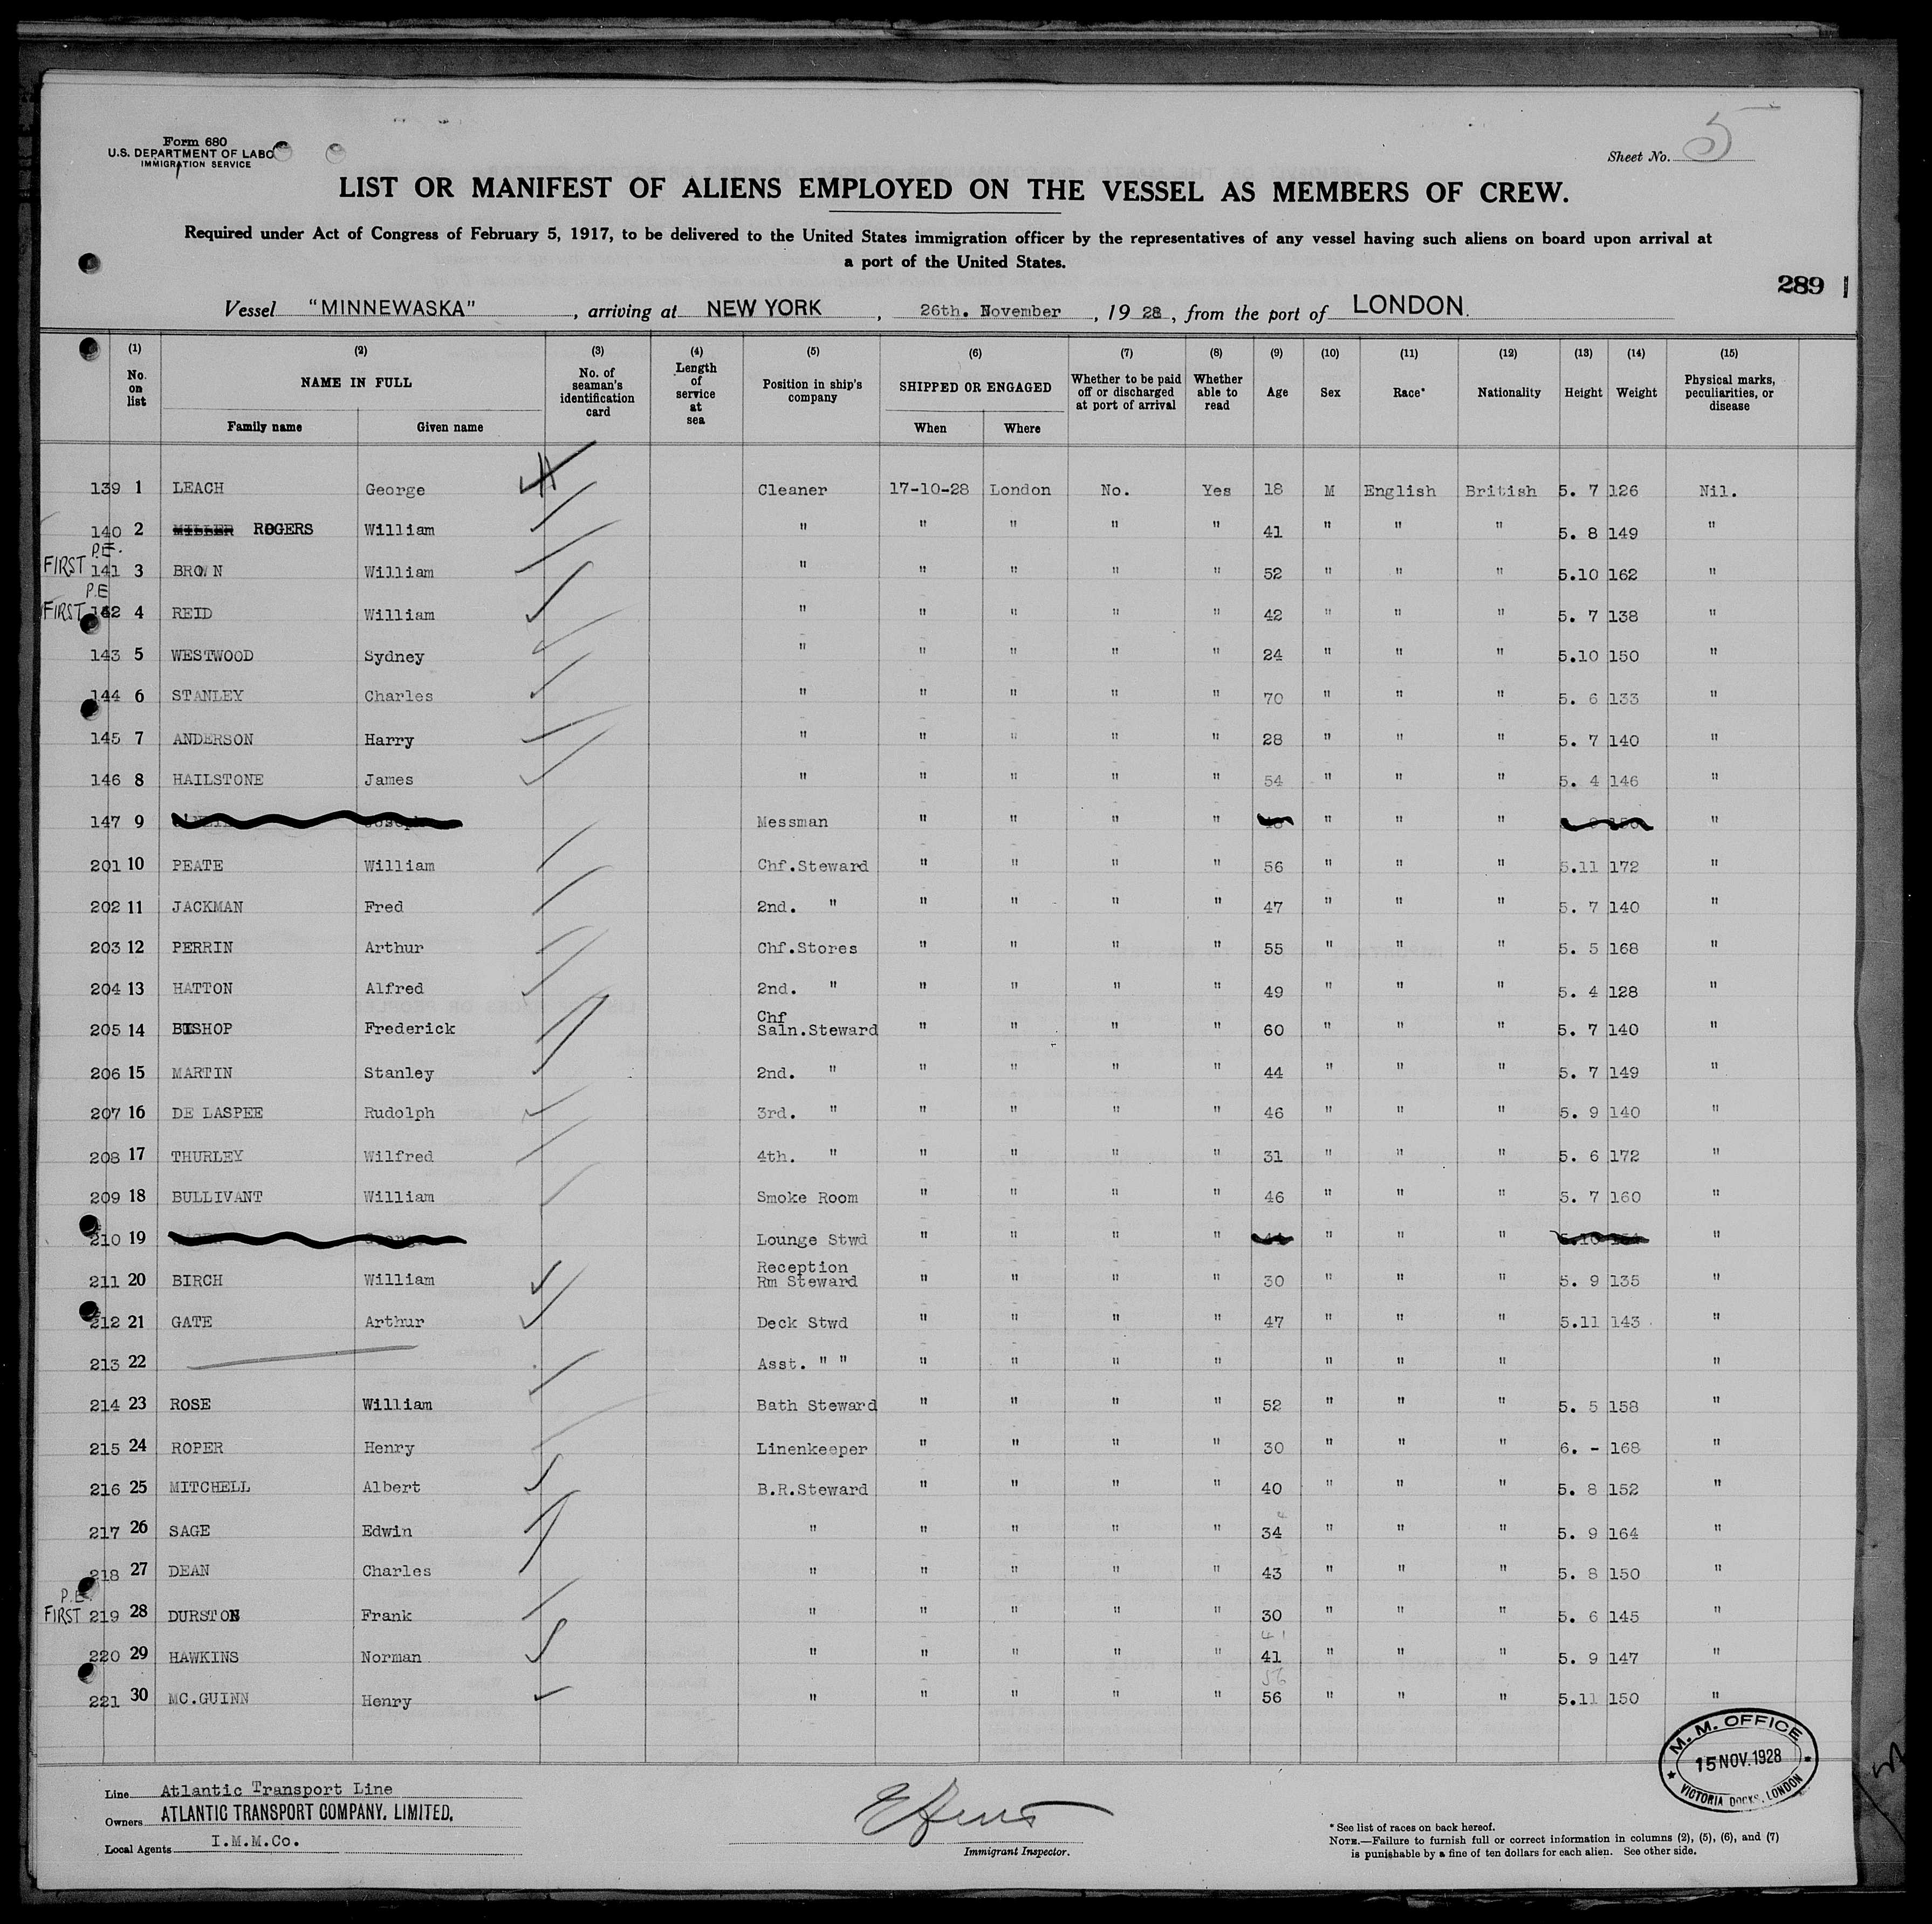 Form 680
U.S. DEPARTMENT OF LABO
IMMIGRATION SERVICE
Sheet No. 5
LIST OR MANIFEST OF ALIENS EMPLOYED ON THE VESSEL AS MEMBERS OF CREW.
Required under Act of Congress of February 5, 1917, to be delivered to the United States immigration officer by the representatives of any vessel having such aliens on board upon arrival at
a port of the United States.
289
Vessel "MINNEWASKA", arriving at NEW YORK, 26th. November, 1928, from the port of LONDON.
(1) (2) (3) (4) (5) (6) (7) (8) (9) (10) (11) (12) (13) (14) (15)
No. on list NAME IN FULL No. of seaman's identification card Length of service at sea Position in ship's company SHIPPED OR ENGAGED Whether to be paid off or discharged at port of arrival Whether able to read Age Sex Race* Nationality Height Weight Physical marks, peculiarities, or disease
Family name Given name When Where
139 1 LEACH George Cleaner 17-10-28 London No. Yes 18 M English British 5. 7 126 Nil.
140 2 MILLER ROGERS William " " " " " 41 " " " 5. 8 149 "
P.E.
FIRST 141 3 BROWN William " " " " " 52 " " " 5.10 162 "
P.E
FIRST 142 4 REID William " " " " " 42 " " " 5. 7 138 "
143 5 WESTWOOD Sydney " " " " " 24 " " " 5.10 150 "
144 6 STANLEY Charles " " " " " 70 " " " 5. 6 133 "
145 7 ANDERSON Harry " " " " " 28 " " " 5. 7 140 "
146 8 HAILSTONE James " " " " " 54 " " " 5. 4 146 "
147 9 Messman " " " " " " " "
201 10 PEATE William Chf.Steward " " " " 56 " " " 5.11 172 "
202 11 JACKMAN Fred 2nd. " " " " " 47 " " " 5. 7 140 "
203 12 PERRIN Arthur Chf.Stores " " " " 55 " " " 5. 5 168 "
204 13 HATTON Alfred 2nd. " " " " " 49 " " " 5. 4 128 "
205 14 BISHOP Frederick Chf Saln.Steward " " " " 60 " " " 5. 7 140 "
206 15 MARTIN Stanley 2nd. " " " " " 44 " " " 5. 7 149 "
207 16 DE LASPEE Rudolph 3rd. " " " " " 46 " " " 5. 9 140 "
208 17 THURLEY Wilfred 4th. " " " " " 31 " " " 5. 6 172 "
209 18 BULLIVANT William Smoke Room " " " " 46 " " " 5. 7 160 "
210 19 Lounge Stwd " " " " " " " "
211 20 BIRCH William Reception Rm Steward " " " " 30 " " " 5. 9 135 "
212 21 GATE Arthur Deck Stwd " " " " 47 " " " 5.11 143 "
213 22 Asst. " " " " " " " " " "
214 23 ROSE William Bath Steward " " " " 52 " " " 5. 5 158 "
215 24 ROPER Henry Linenkeeper " " " " 30 " " " 6. - 168 "
216 25 MITCHELL Albert B.R.Steward " " " " 40 " " " 5. 8 152 "
217 26 SAGE Edwin " " " " " 34 " " " 5. 9 164 "
218 27 DEAN Charles " " " " " 43 " " " 5. 8 150 "
P.E.
FIRST 219 28 DURSTON Frank " " " " " 30 " " " 5. 6 145 "
41
220 29 HAWKINS Norman " " " " " 41 " " " 5. 9 147 "
56
221 30 MC.GUINN Henry " " " " " 56 " " " 5.11 150 "
M. M. OFFICE
15 NOV. 1928
VICTORIA DOCKS, LONDON
Line Atlantic Transport Line
Owners ATLANTIC TRANSPORT COMPANY, LIMITED.
Local Agents I.M.M.Co.
Immigrant Inspector.
* See list of races on back hereof.
NOTE.—Failure to furnish full or correct information in columns (2), (5), (6), and (7)
is punishable by a fine of ten dollars for each alien. See other side.